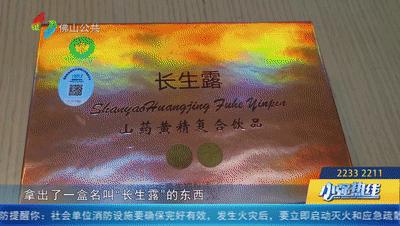 佛山公共
长生露
ShanyaoHuangjing Fuhe Yinpin
山药黄精复合饮品
2233 2211
小强热线
拿出了一盒名叫“长生露”的东西
防提醒你：社会单位消防设施要确保完好有效，发生火灾后，要立即启动灭火和应急疏散